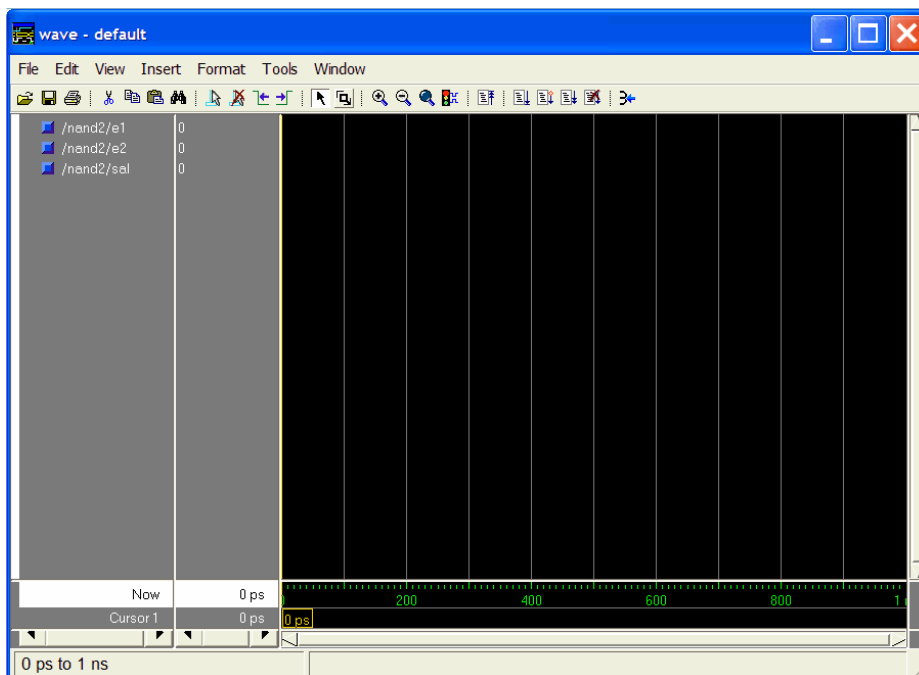 wave - default
File Edit View Insert Format Tools Window
/nand2/e1 0
/nand2/e2 0
/nand2/sal 0
Now 0 ps
200 400 600 800 1
Cursor 1 0 ps 0 ps
0 ps to 1 ns